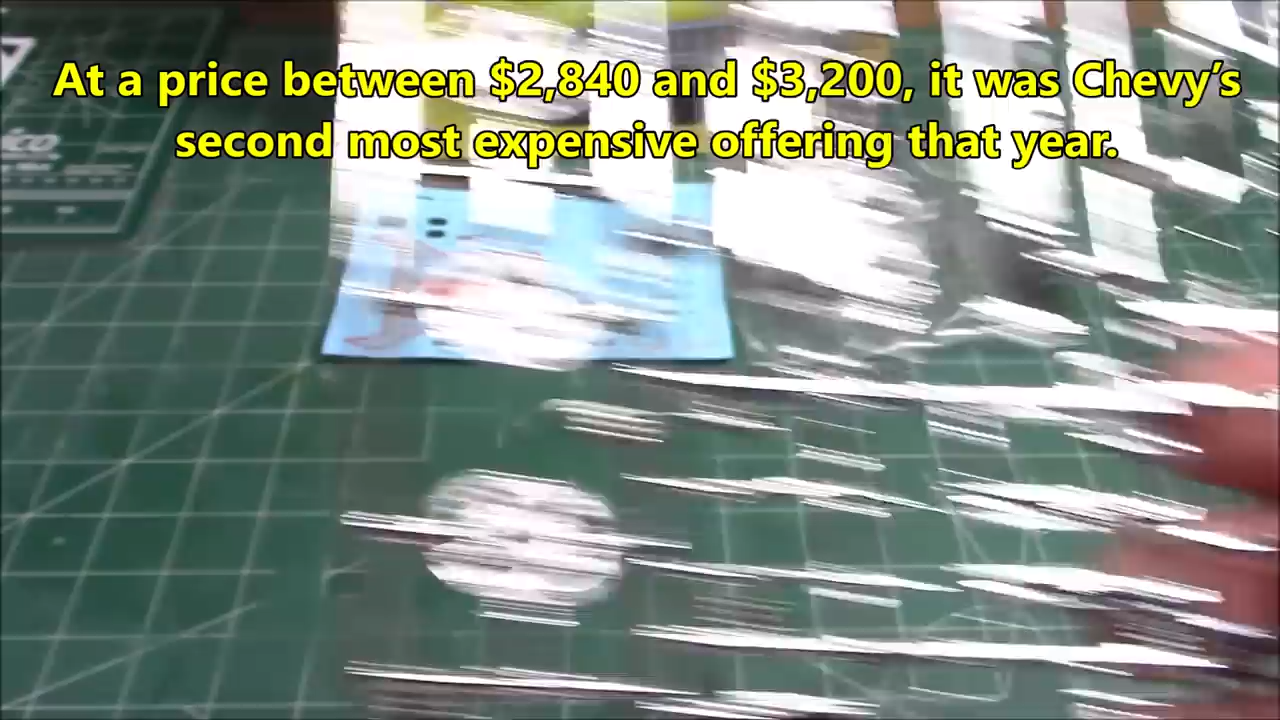 At a price between $2,840 and $3,200, it was Chevy’s
second most expensive offering that year.